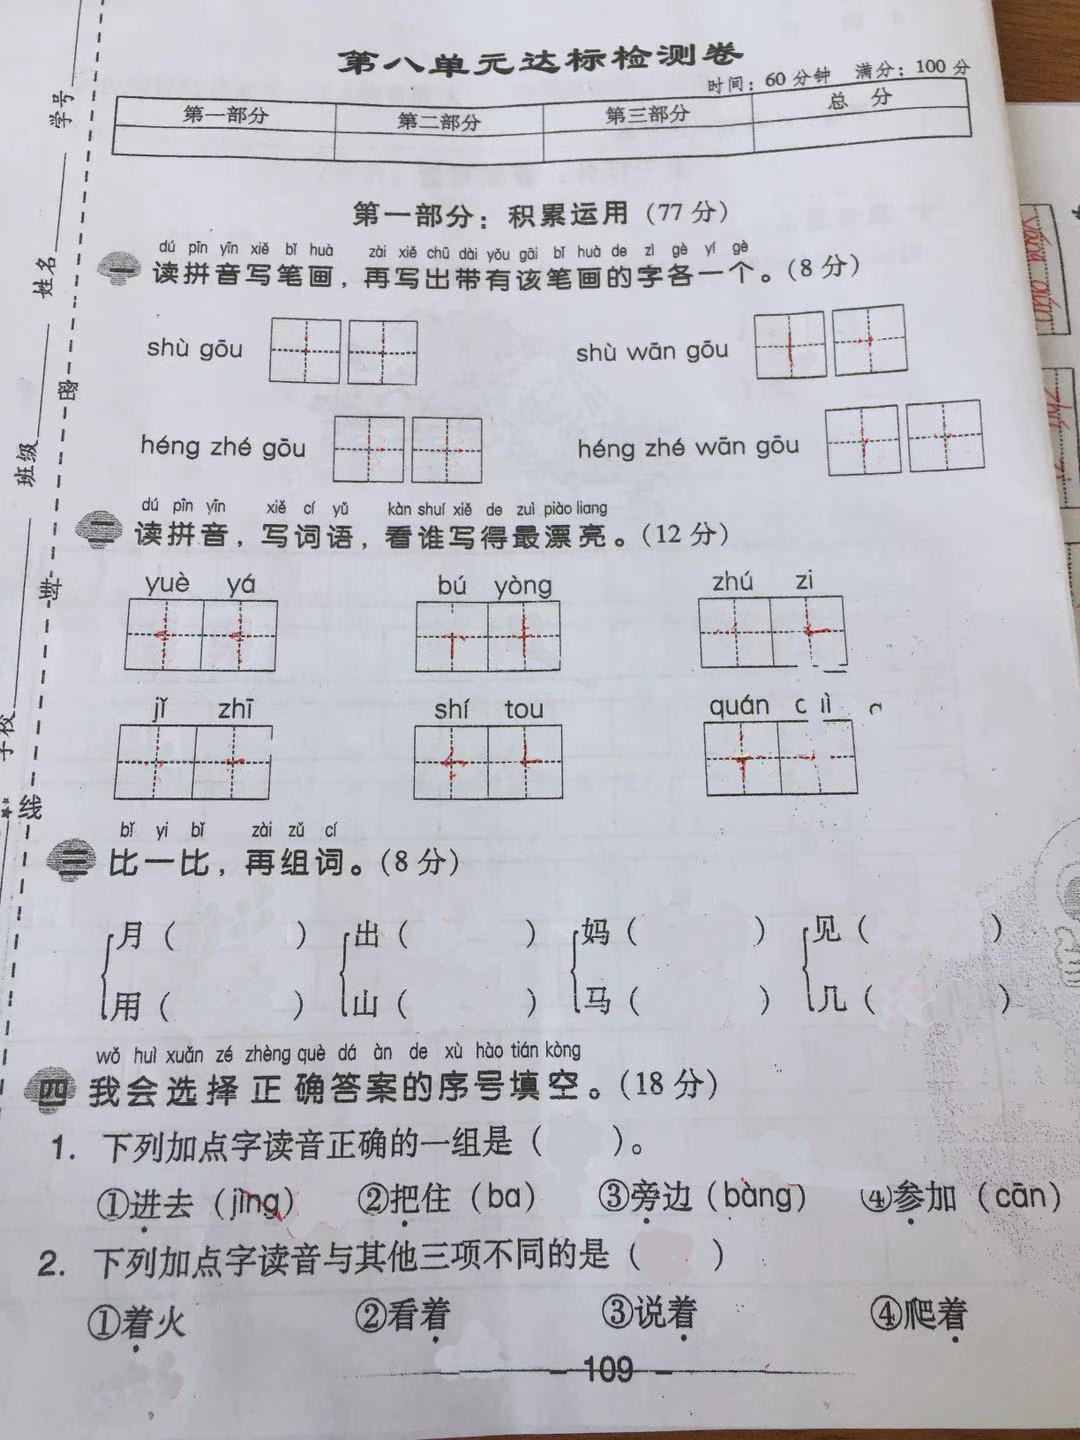 第八单元达标检测卷
时间：60分钟 满分：100分
第一部分 第二部分 第三部分 总 分
学号
姓名
班级
学校
密
封
线
第一部分：积累运用（77分）
dú pīn yīn xiě bǐ huà zài xiě chū dài yǒu gāi bǐ huà de zì gè yí gè
一 读拼音写笔画，再写出带有该笔画的字各一个。（8分）
shù gōu shù wān gōu
héng zhé gōu héng zhé wān gōu
dú pīn yīn xiě cí yǔ kàn shuí xiě de zuì piào liang
二 读拼音，写词语，看谁写得最漂亮。（12分）
yuè yá bú yòng zhú zi
jǐ zhī shí tou quán
bǐ yi bǐ zài zǔ cí
三 比一比，再组词。（8分）
月（ ） 出（ ） 妈（ ） 见（ ）
用（ ） 山（ ） 马（ ） 几（ ）
wǒ huì xuǎn zé zhèng què dá àn de xù hào tián kòng
四 我会选择正确答案的序号填空。（18分）
1. 下列加点字读音正确的一组是（ ）。
①进去（jìng） ②把住（ba） ③旁边（bàng） ④参加（cān）
2. 下列加点字读音与其他三项不同的是（ ）
①着火 ②看着 ③说着 ④爬着
— 109 —